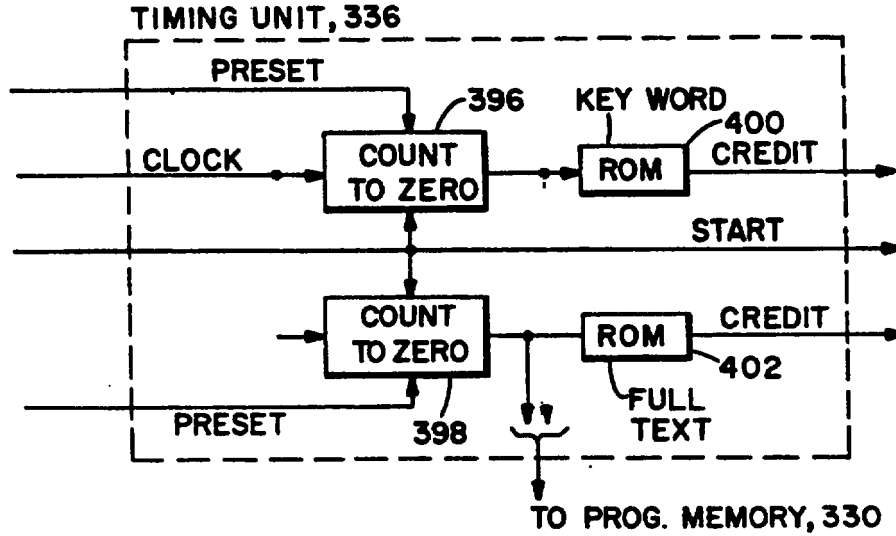 TIMING UNIT, 336
PRESET
396
KEY WORD
400
CLOCK
COUNT
TO ZERO
ROM
CREDIT
START
COUNT
TO ZERO
ROM
CREDIT
402
PRESET
398
FULL
TEXT
TO PROG. MEMORY, 330